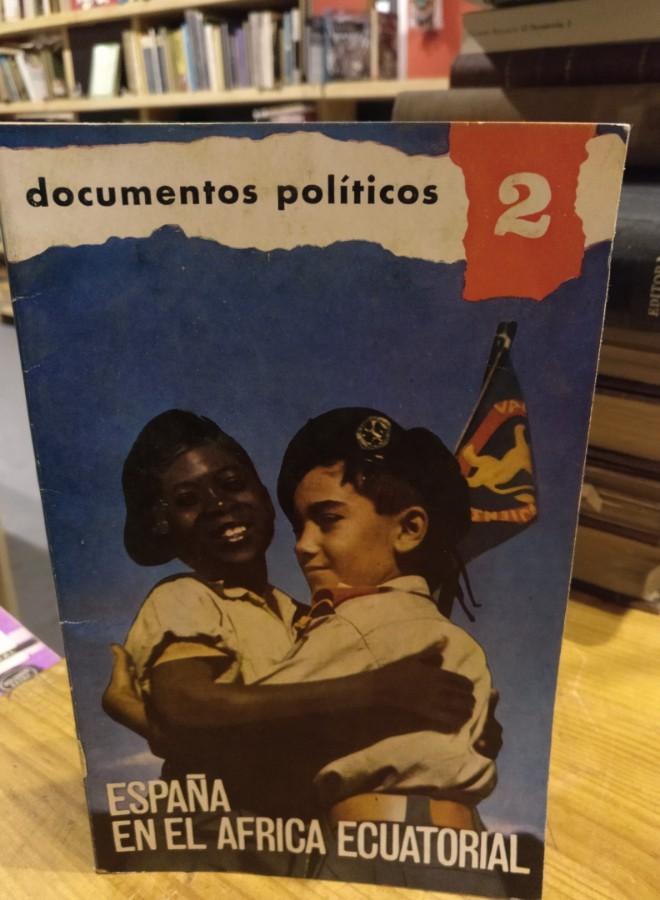 documentos políticos
2
ESPAÑA
EN EL AFRICA ECUATORIAL